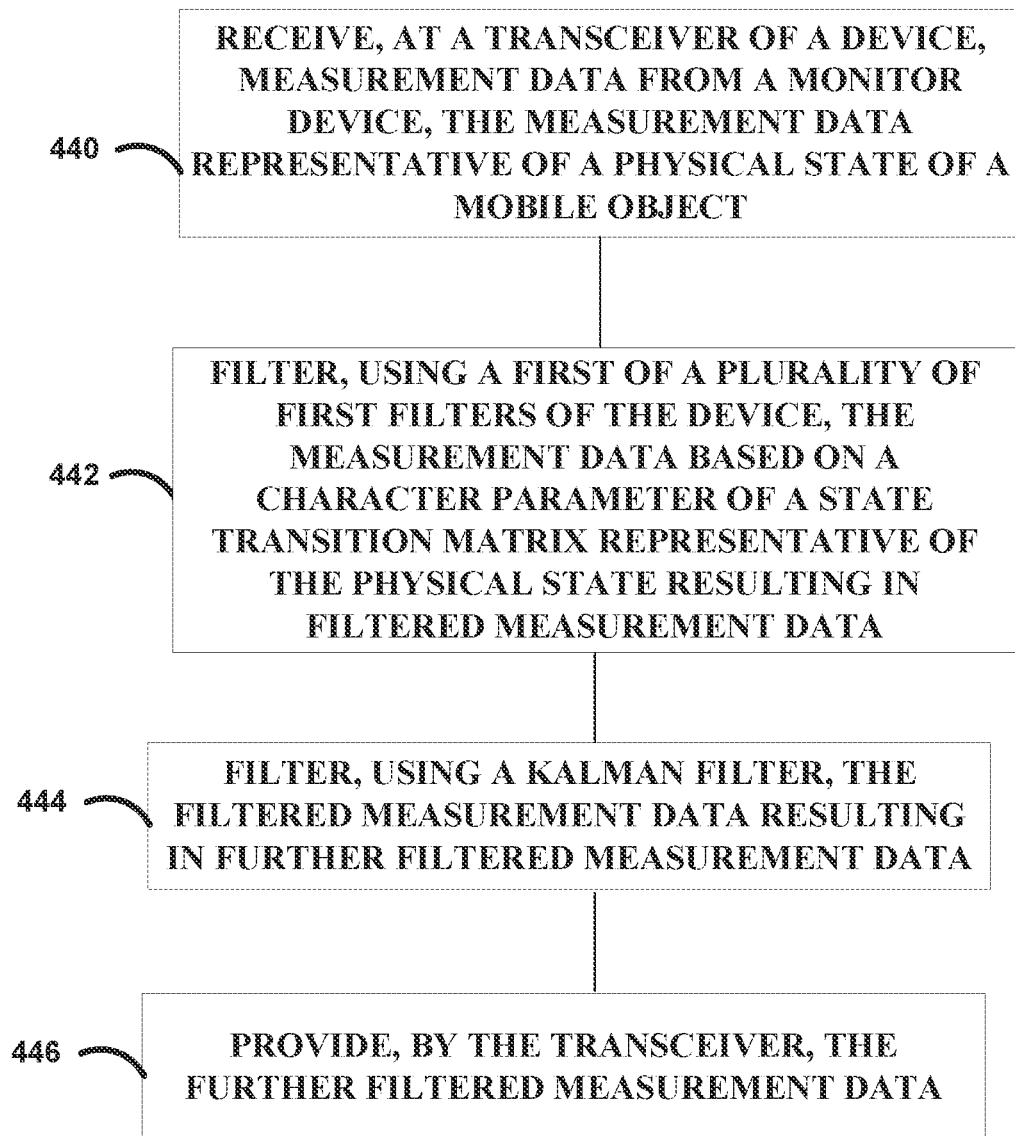 RECEIVE, AT A TRANSCEIVER OF A DEVICE,
MEASUREMENT DATA FROM A MONITOR
DEVICE, THE MEASUREMENT DATA
440
REPRESENTATIVE OF A PHYSICAL STATE OF A
MOBILE OBJECT
FILTER, USING A FIRST OF A PLURALITY OF
FIRST FILTERS OF THE DEVICE, THE
MEASUREMENT DATA BASED ON A
442
CHARACTER PARAMETER OF A STATE
TRANSITION MATRIX REPRESENTATIVE OF
THE PHYSICAL STATE RESULTING IN
FILTERED MEASUREMENT DATA
FILTER, USING A KALMAN FILTER, THE
444
FILTERED MEASUREMENT DATA RESULTING
IN FURTHER FILTERED MEASUREMENT DATA
446
PROVIDE, BY THE TRANSCEIVER, THE
FURTHER FILTERED MEASUREMENT DATA